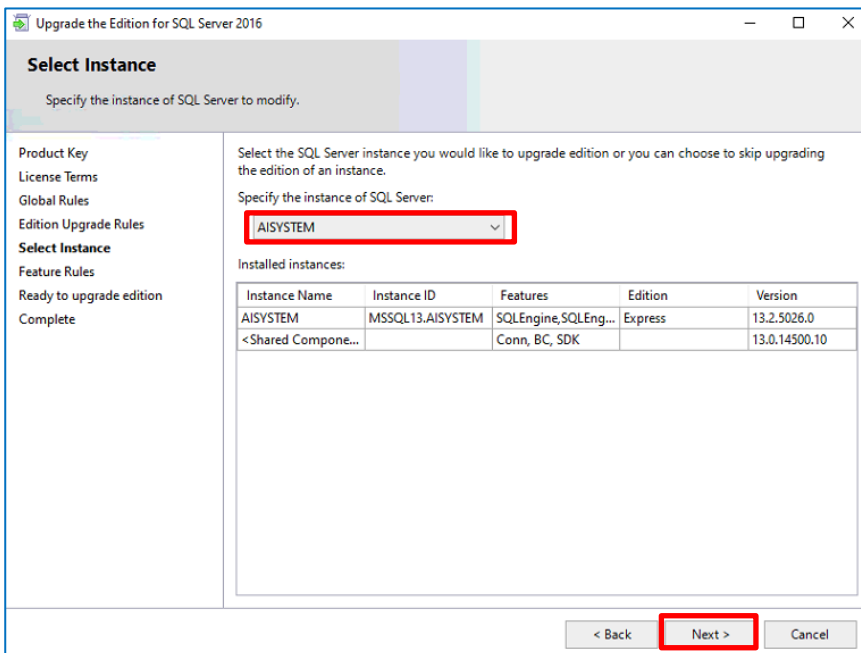 Upgrade the Edition for SQL Server 2016
Select Instance
Specify the instance of SQL Server to modify.
Product Key
License Terms
Global Rules
Edition Upgrade Rules
Select Instance
Feature Rules
Ready to upgrade edition
Complete
Select the SQL Server instance you would like to upgrade edition or you can choose to skip upgrading
the edition of an instance.
Specify the instance of SQL Server:
AISYSTEM
Installed instances:
Instance Name Instance ID Features Edition Version
AISYSTEM MSSQL13.AISYSTEM SQLEngine,SQLEng... Express 13.2.5026.0
<Shared Compone... Conn, BC, SDK 13.0.14500.10
< Back Next > Cancel